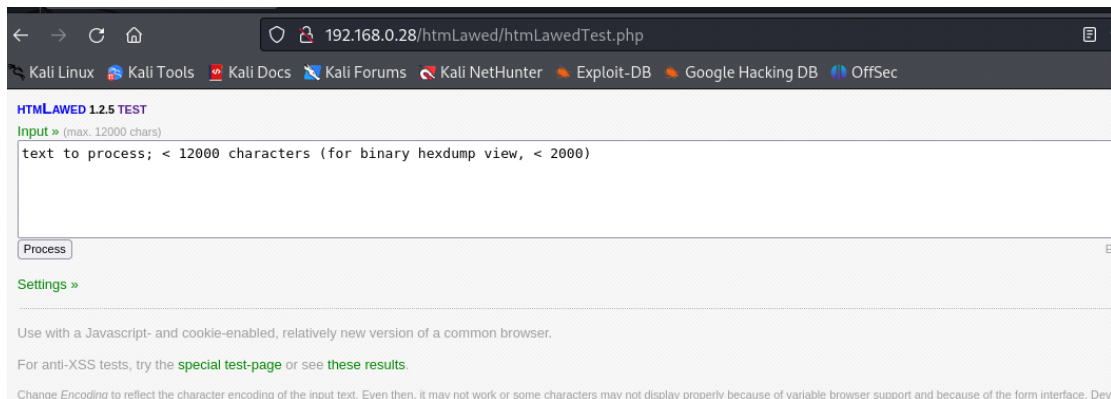 192.168.0.28/htmLawed/htmLawedTest.php
Kali Linux Kali Tools Kali Docs Kali Forums Kali NetHunter Exploit-DB Google Hacking DB OffSec
HTMLAWED 1.2.5 TEST
Input » (max. 12000 chars)
text to process; < 12000 characters (for binary hexdump view, < 2000)
Process
Settings »
Use with a Javascript- and cookie-enabled, relatively new version of a common browser.
For anti-XSS tests, try the special test-page or see these results.
Change Encoding to reflect the character encoding of the input text. Even then, it may not work or some characters may not display properly because of variable browser support and because of the form interface. Dev